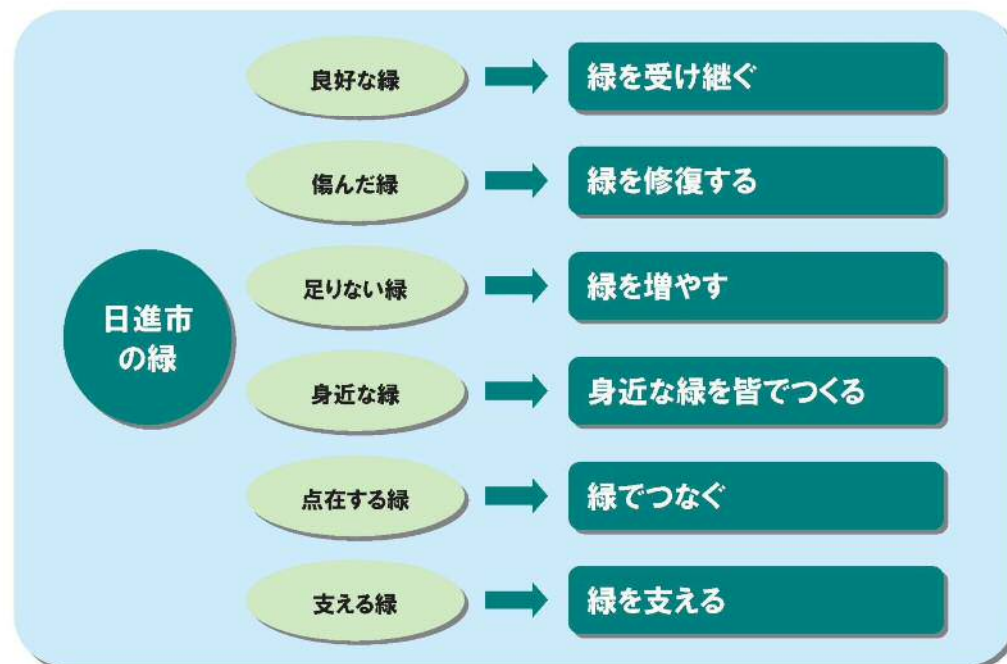 日進市
の緑
良好な緑
緑を受け継ぐ
傷んだ緑
緑を修復する
足りない緑
緑を増やす
身近な緑
身近な緑を皆でつくる
点在する緑
緑でつなぐ
支える緑
緑を支える